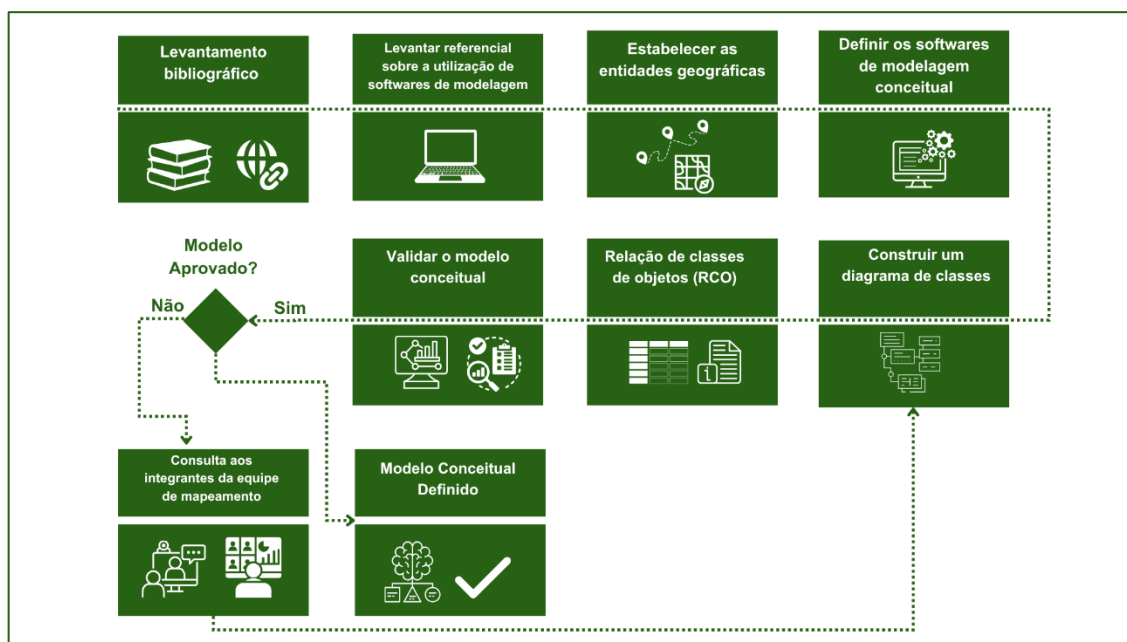 Levantamento
bibliográfico
Levantar referencial
sobre a utilização de
softwares de modelagem
Estabelecer as
entidades geográficas
Definir os softwares
de modelagem
conceitual
Modelo
Aprovado?
Não
Sim
Validar o modelo
conceitual
Relação de classes
de objetos (RCO)
Construir um
diagrama de classes
Consulta aos
integrantes da equipe
de mapeamento
Modelo Conceitual
Definido